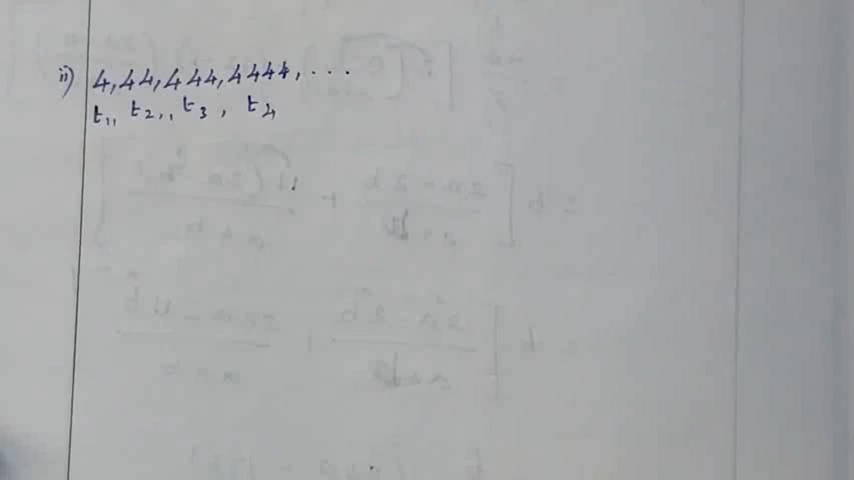 ii) 4, 44, 444, 4444, ...
t₁, t₂, t₃, t₄